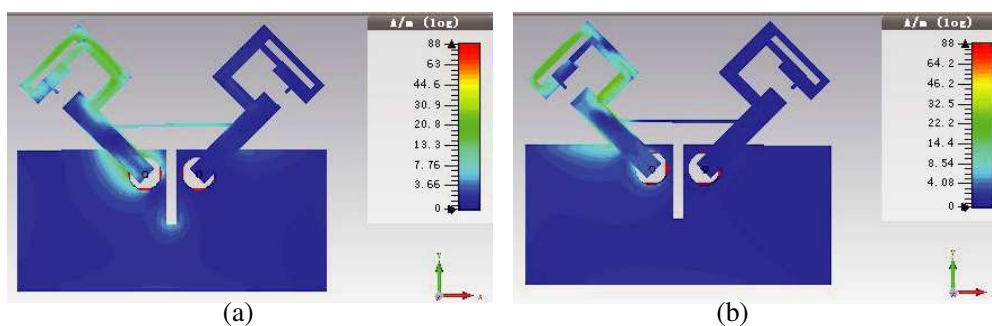 A/m (log)
88
63
44.6
30.9
20.8
13.3
7.76
3.66
0
Y
X
(a)
A/m (log)
88
64.2
46.2
32.5
22.2
14.4
8.54
4.08
0
Y
X
(b)